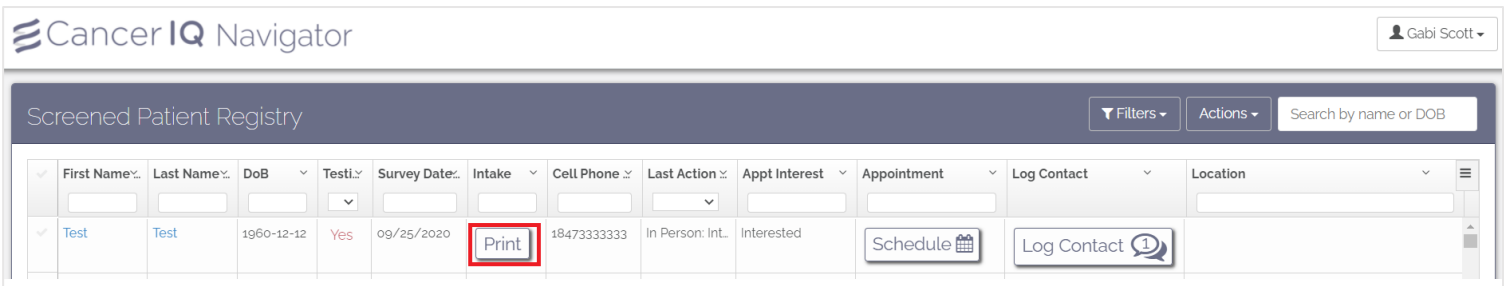 Cancer IQ Navigator
Gabi Scott
Screened Patient Registry
Filters
Actions
Search by name or DOB
First Name... Last Name... DoB Testi... Survey Date... Intake Cell Phone ... Last Action ... Appt Interest Appointment Log Contact Location
Test Test 1960-12-12 Yes 09/25/2020 Print 18473333333 In Person: Int... Interested Schedule Log Contact 1